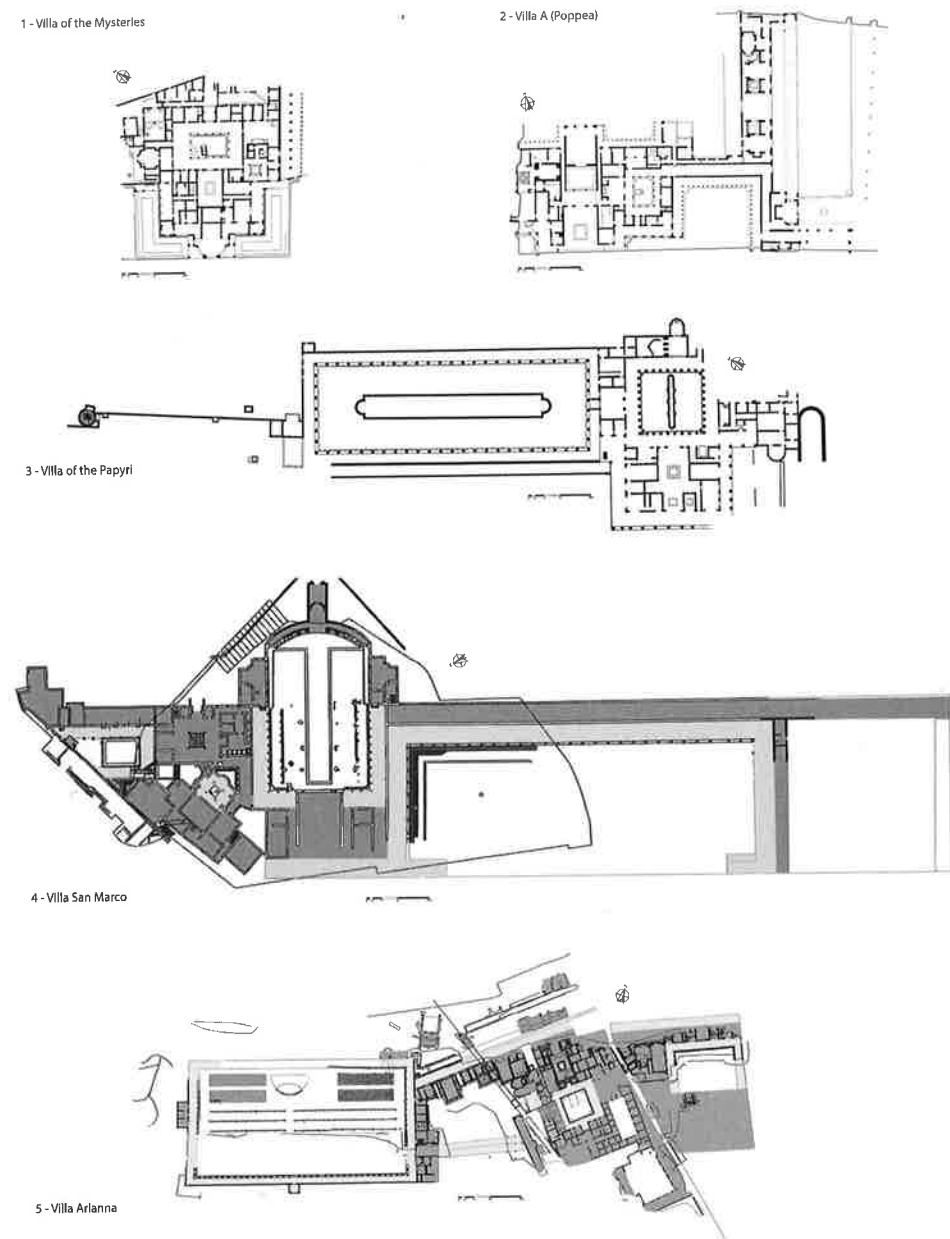 1 - Villa of the Mysteries
2 - Villa A (Poppea)
3 - Villa of the Papyri
4 - Villa San Marco
5 - Villa Arianna